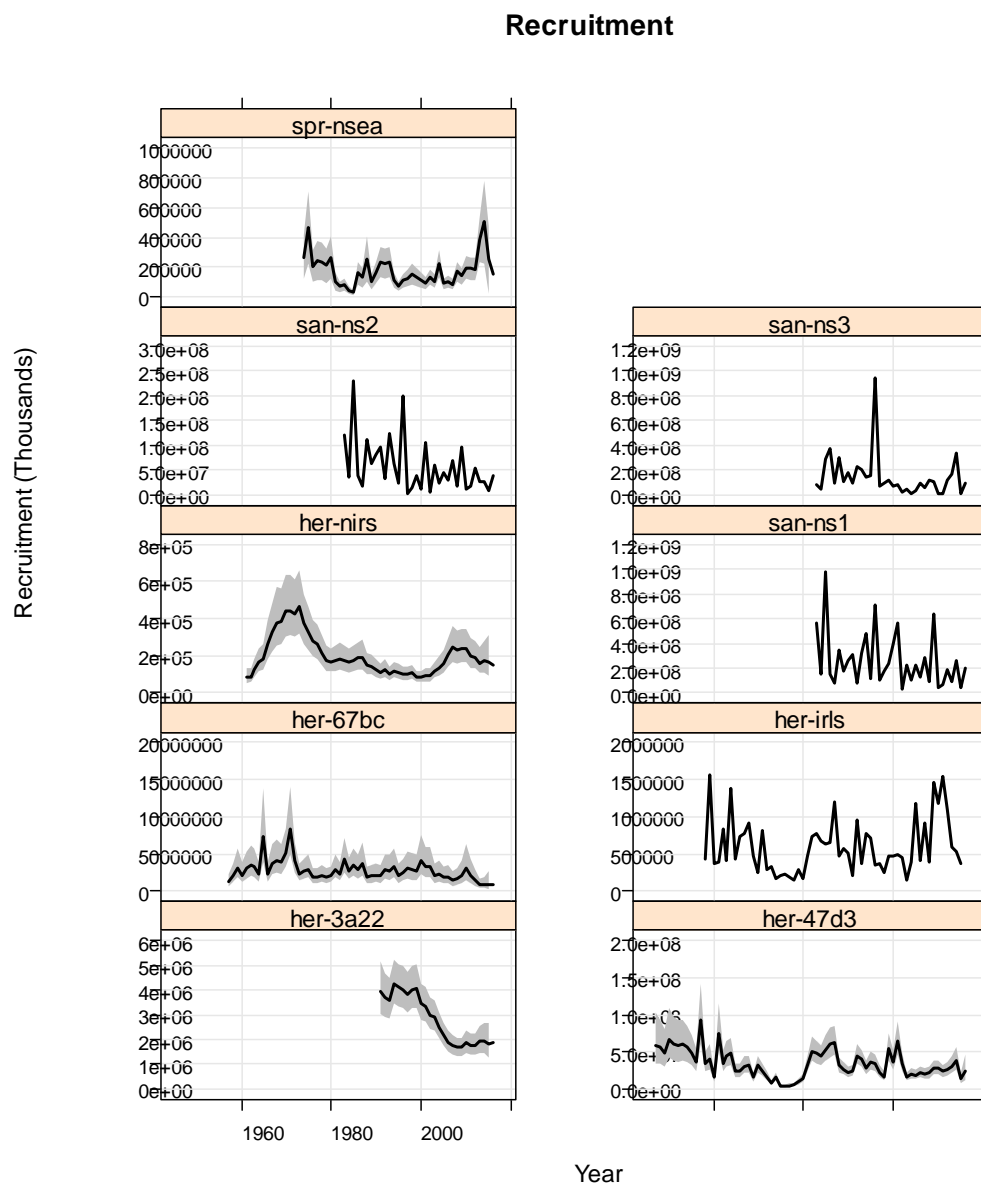 Recruitment
spr-nsea
1000000
800000
600000
400000
200000
0
san-ns2
3.0e+08
2.5e+08
2.0e+08
1.5e+08
1.0e+08
5.0e+07
0.0e+00
san-ns3
1.2e+09
1.0e+09
8.0e+08
6.0e+08
4.0e+08
2.0e+08
0.0e+00
her-nirs
8e+05
6e+05
4e+05
2e+05
0e+00
san-ns1
1.2e+09
1.0e+09
8.0e+08
6.0e+08
4.0e+08
2.0e+08
0.0e+00
her-67bc
20000000
15000000
10000000
5000000
0
her-irls
2000000
1500000
1000000
500000
0
her-3a22
6e+06
5e+06
4e+06
3e+06
2e+06
1e+06
0e+00
her-47d3
2.0e+08
1.5e+08
1.0e+08
5.0e+07
0.0e+00
1960 1980 2000
Year
Recruitment (Thousands)